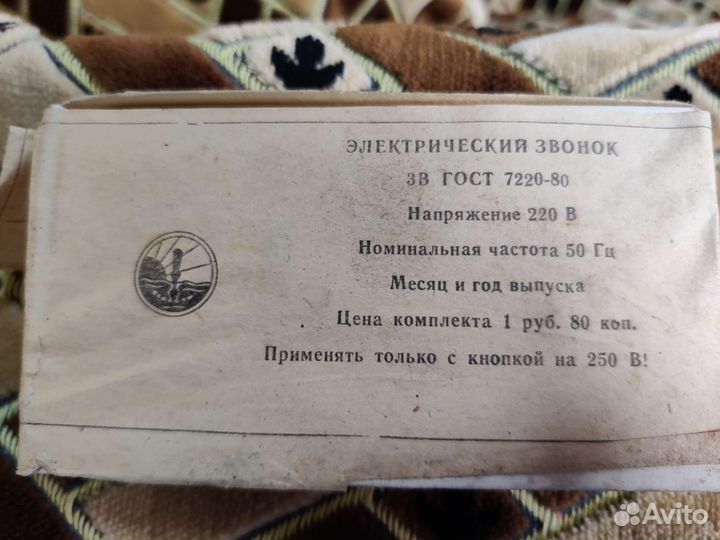 ЭЛЕКТРИЧЕСКИЙ ЗВОНОК
ЗВ ГОСТ 7220-80
Напряжение 220 В
Номинальная частота 50 Гц
Месяц и год выпуска
Цена комплекта 1 руб. 80 коп.
Применять только с кнопкой на 250 В!
Avito